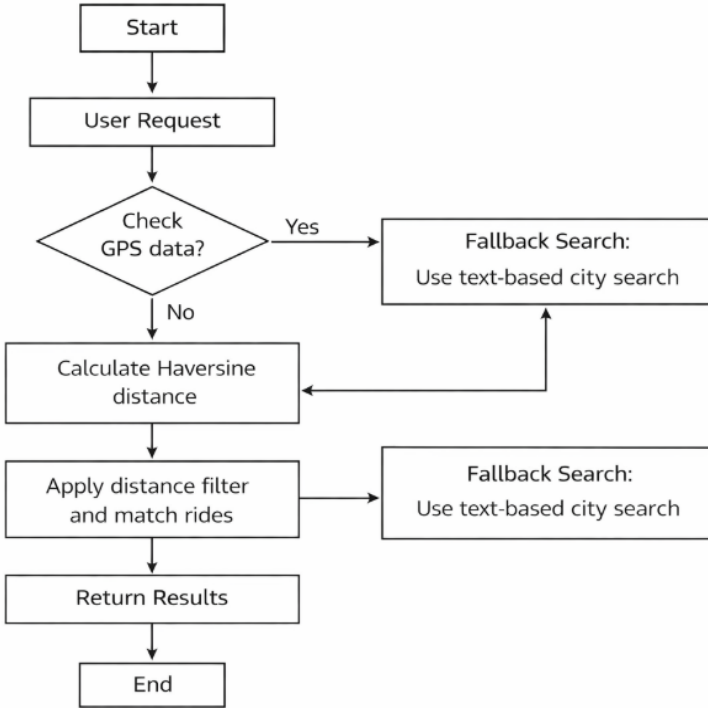 Start
User Request
Check
GPS data?
Yes
Fallback Search:
Use text-based city search
No
Calculate Haversine
distance
Apply distance filter
and match rides
Fallback Search:
Use text-based city search
Return Results
End